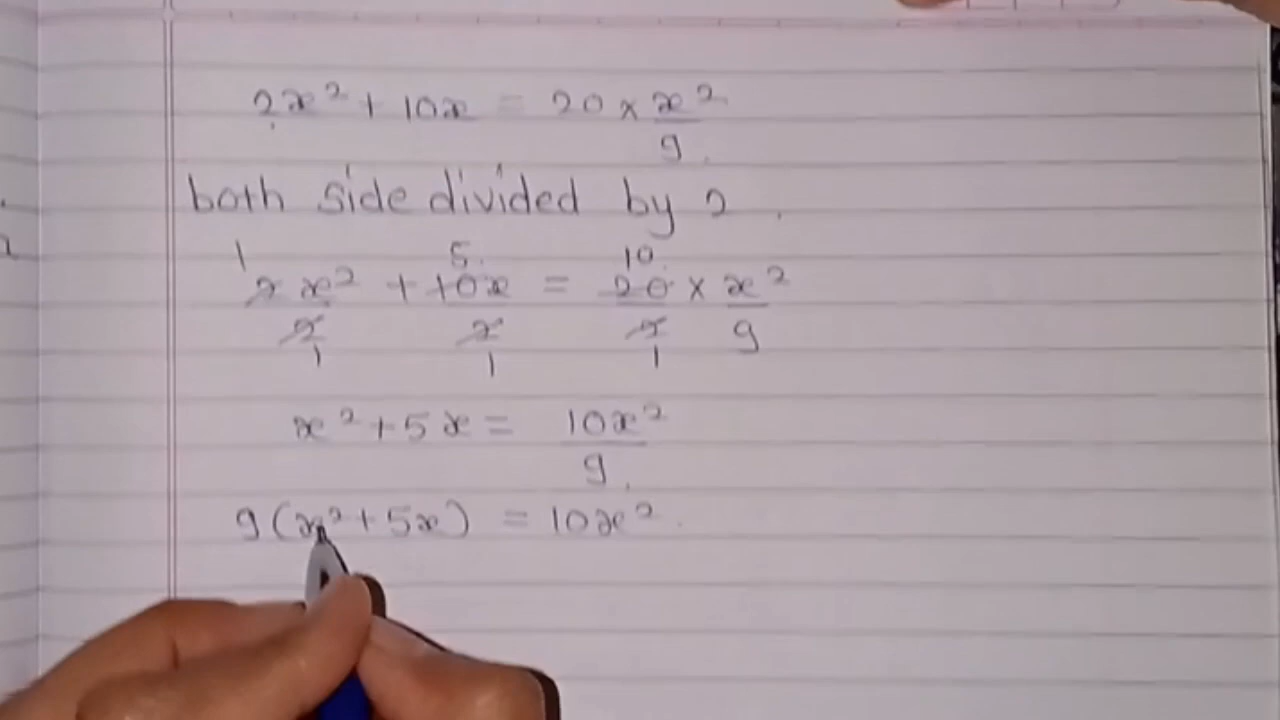 2x² + 10x = 20 × x²/9
both side divided by 2.
1 5. 10
2x²/2 + 10x/2 = 20/2 × x²/9
1 1 1
x² + 5x = 10x²/9.
9(x² + 5x) = 10x².